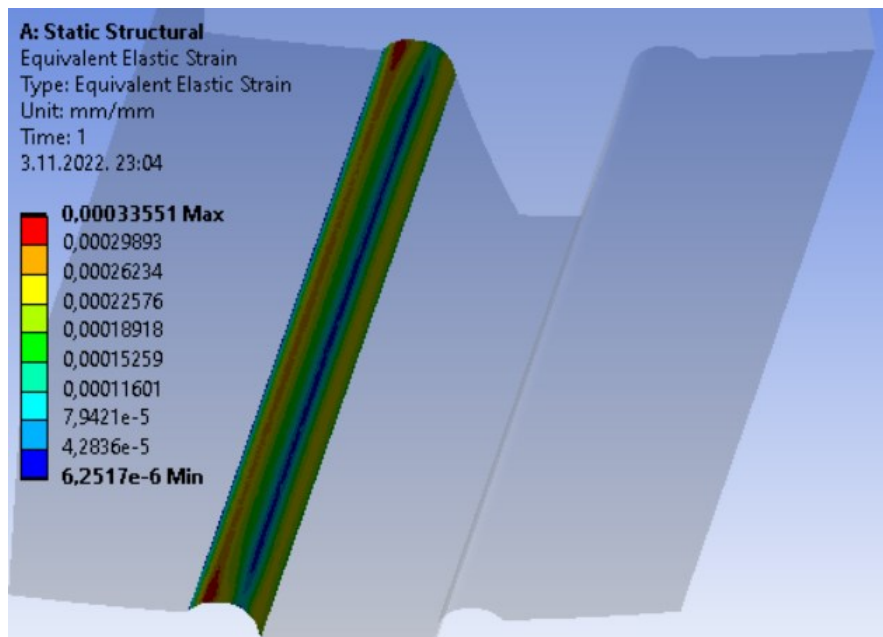 A: Static Structural
Equivalent Elastic Strain
Type: Equivalent Elastic Strain
Unit: mm/mm
Time: 1
3.11.2022. 23:04
0,00033551 Max
0,00029893
0,00026234
0,00022576
0,00018918
0,00015259
0,00011601
7,9421e-5
4,2836e-5
6,2517e-6 Min